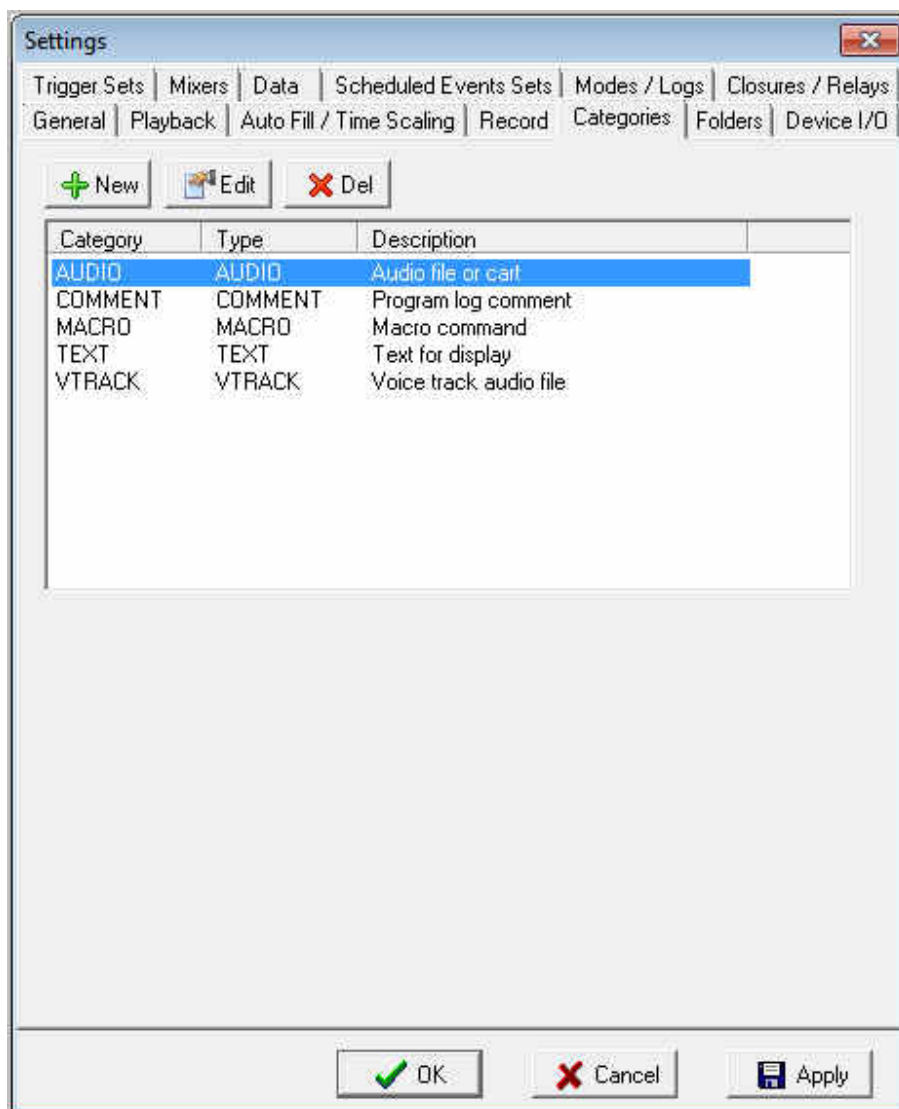 Settings
Trigger Sets Mixers Data Scheduled Events Sets Modes / Logs Closures / Relays
General Playback Auto Fill / Time Scaling Record Categories Folders Device I/O
New Edit Del
Category Type Description
AUDIO AUDIO Audio file or cart
COMMENT COMMENT Program log comment
MACRO MACRO Macro command
TEXT TEXT Text for display
VTRACK VTRACK Voice track audio file
OK Cancel Apply